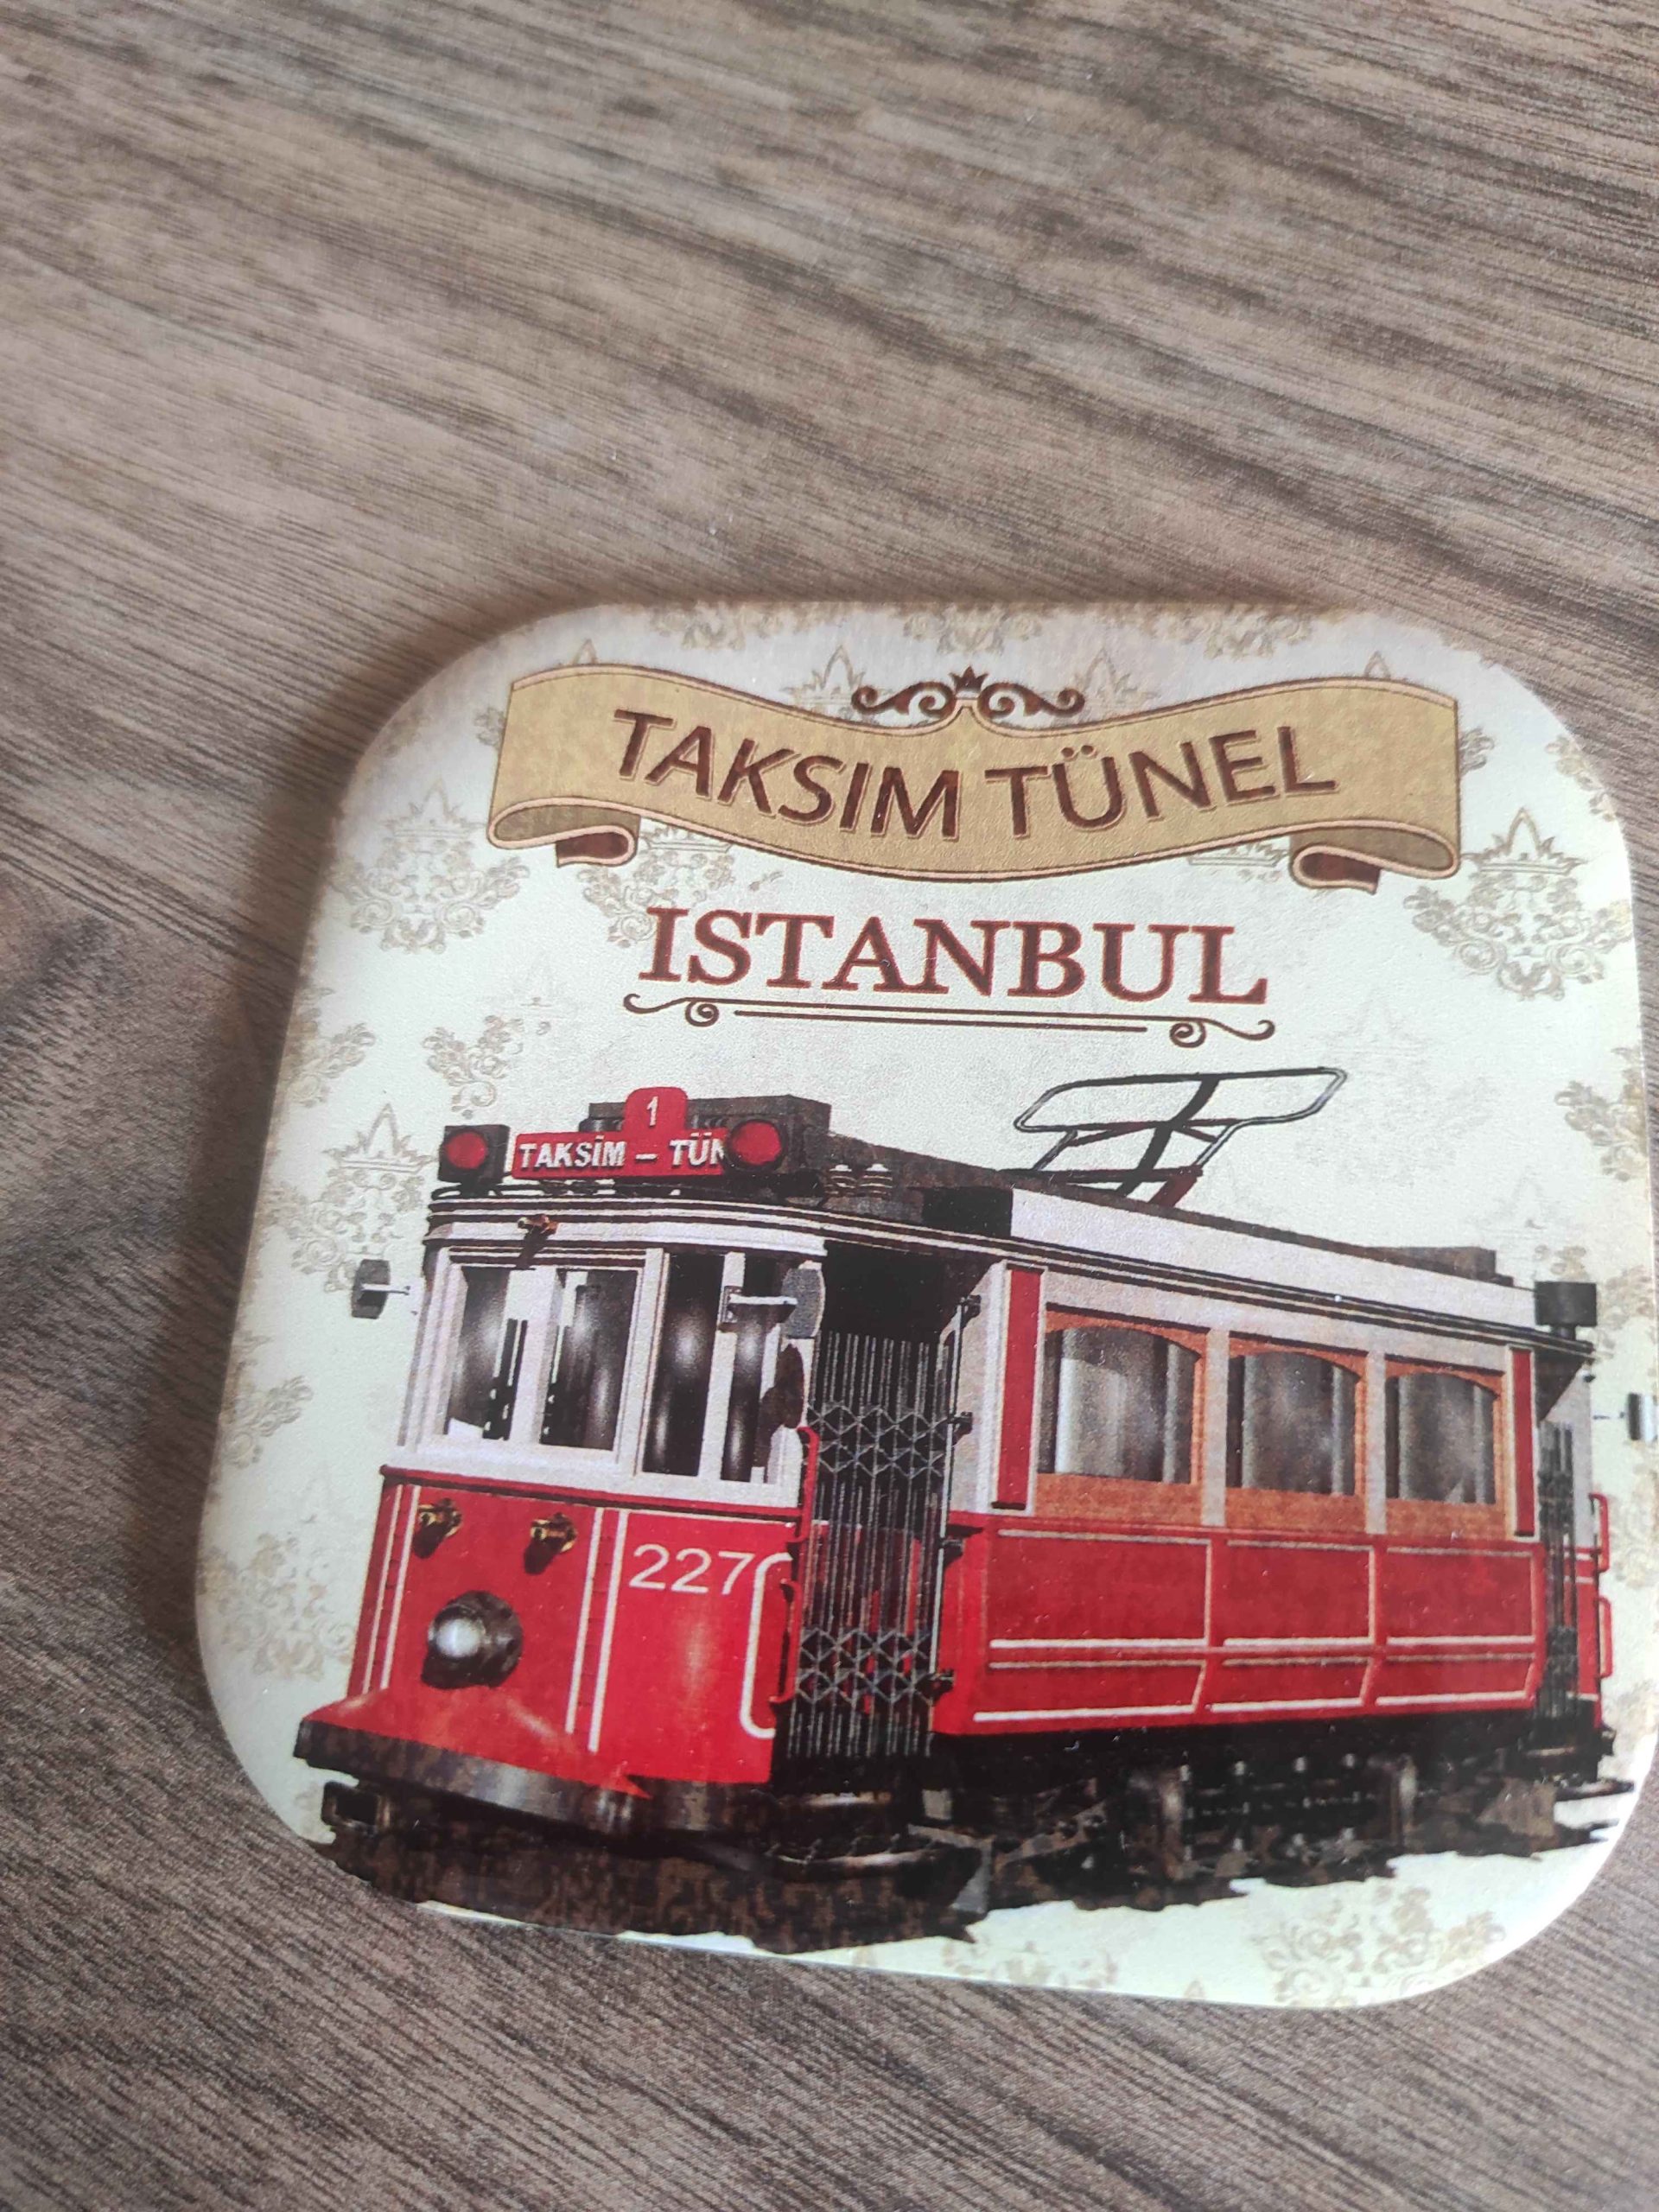 TAKSIM TÜNEL
ISTANBUL
1
TAKSİM – TÜN
227